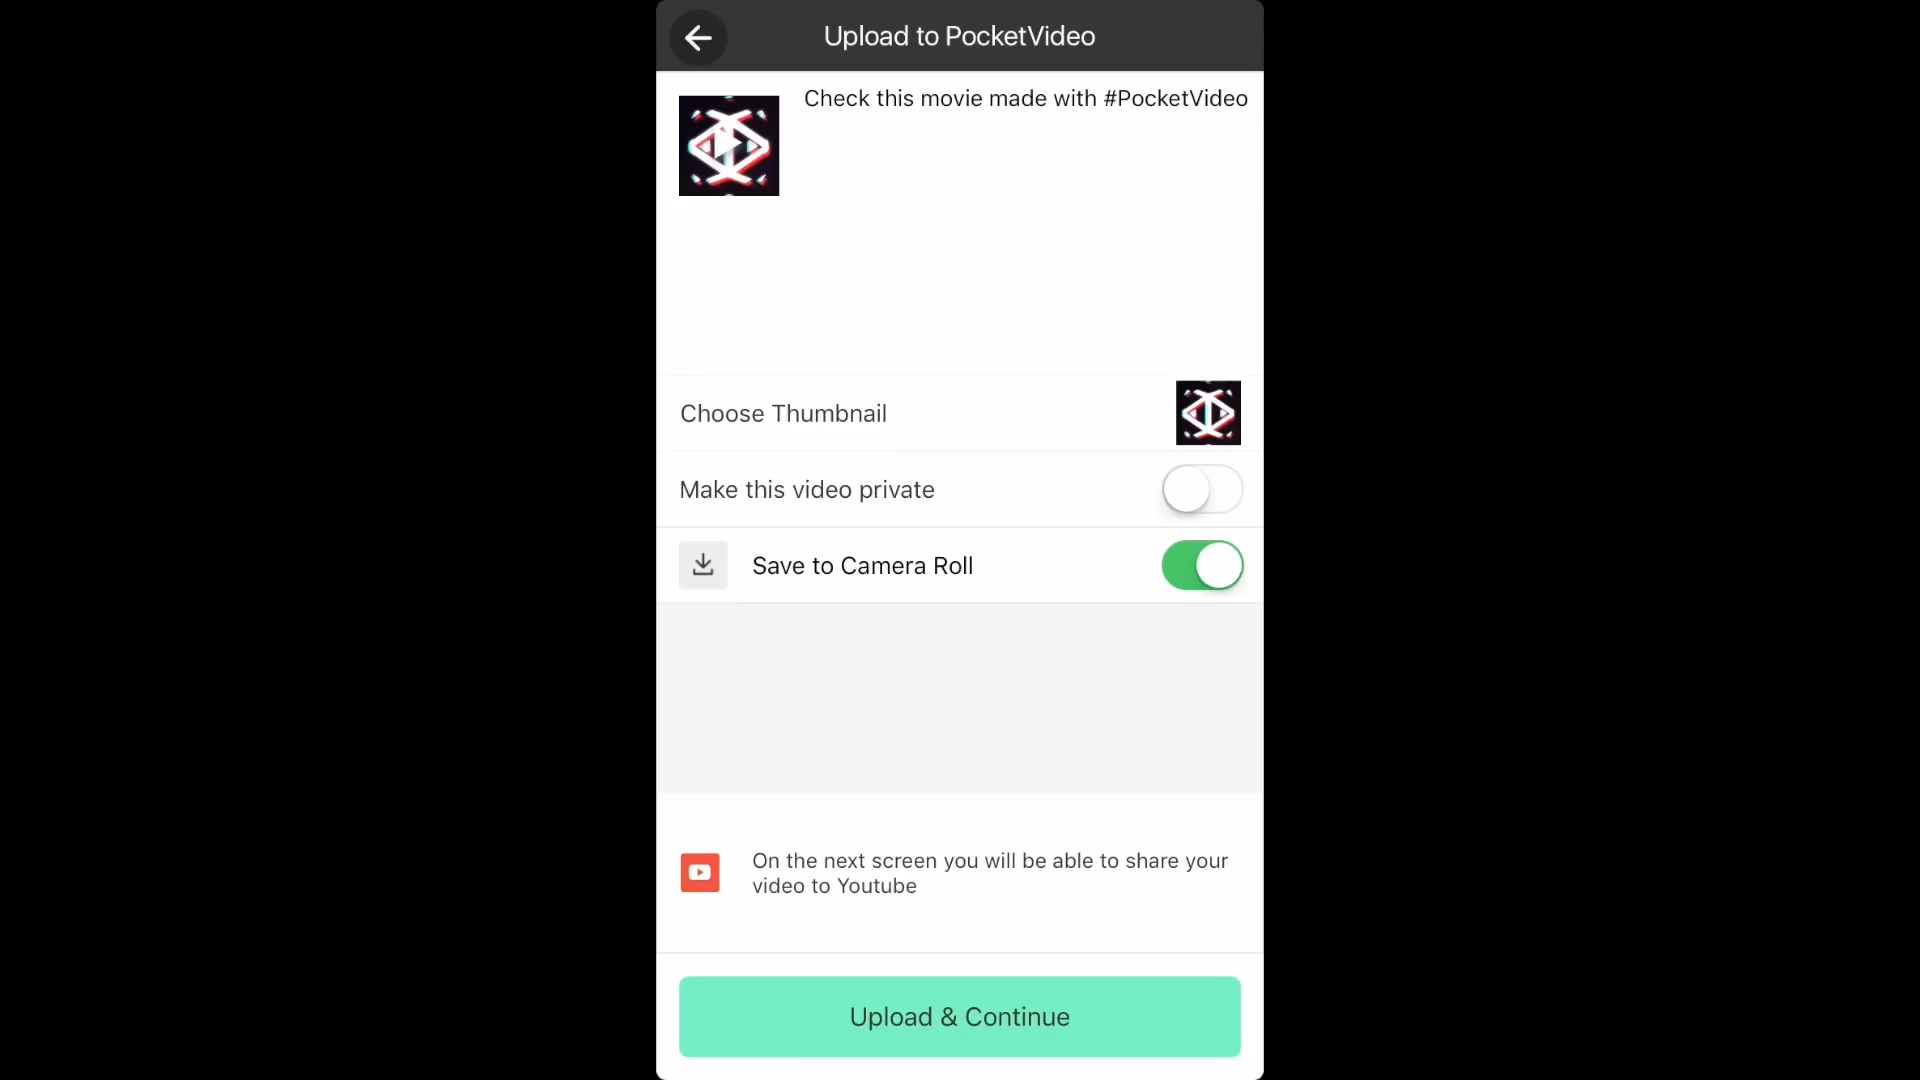 Upload to PocketVideo
Check this movie made with #PocketVideo
Choose Thumbnail
Make this video private
Save to Camera Roll
On the next screen you will be able to share your
video to Youtube
Upload & Continue